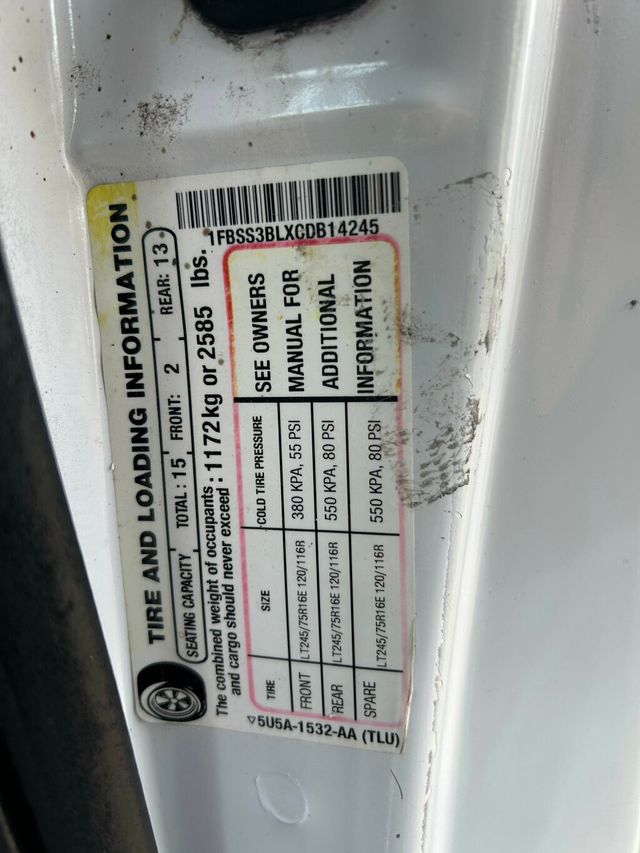 TIRE AND LOADING INFORMATION
SEATING CAPACITY TOTAL : 15 FRONT: 2 REAR: 13
The combined weight of occupants
and cargo should never exceed : 1172 kg or 2585 lbs.
TIRE SIZE COLD TIRE PRESSURE
FRONT LT245/75R16E 120/116R 380 KPA, 55 PSI
REAR LT245/75R16E 120/116R 550 KPA, 80 PSI
SPARE LT245/75R16E 120/116R 550 KPA, 80 PSI
SEE OWNERS
MANUAL FOR
ADDITIONAL
INFORMATION
1FBSS3BLXCDB14245
▽5U5A-1532-AA (TLU)